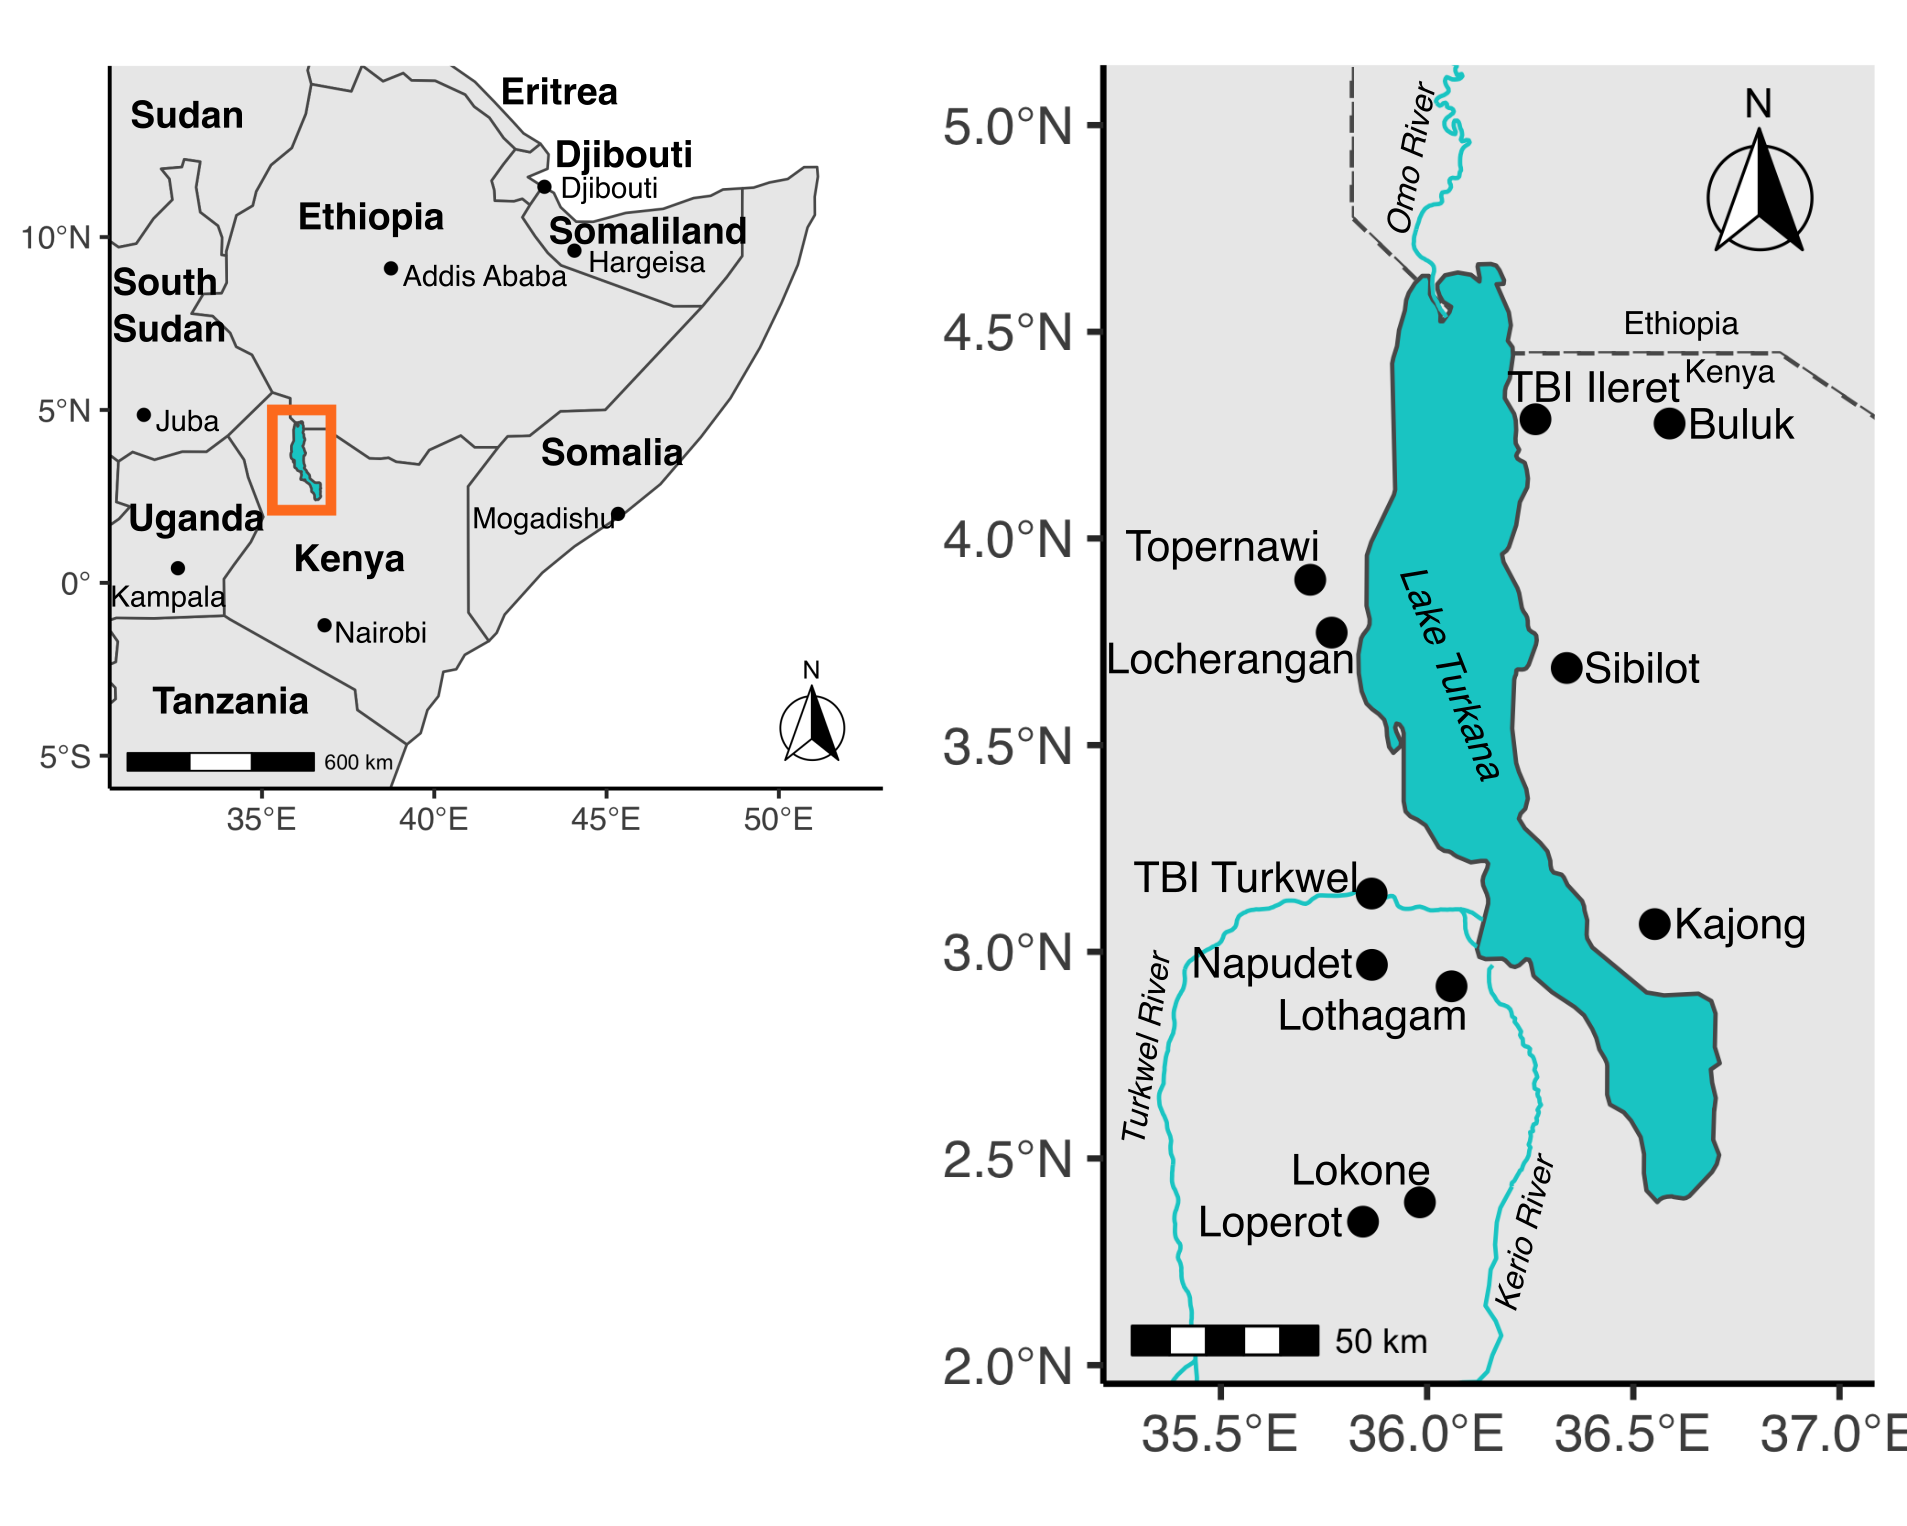 Eritrea
Sudan
Djibouti
Djibouti
Ethiopia
Somaliland
10°N
Hargeisa
Addis Ababa
South
Sudan
5°N
Juba
Somalia
Uganda
Mogadishu
Kenya
0°
Kampala
Nairobi
N
Tanzania
5°S
600 km
35°E
40°E
45°E
50°E
N
5.0°N
Omo River
4.5°N
Ethiopia
Kenya
TBI Ileret
Buluk
4.0°N
Topernawi
Lake Turkana
Locherangan
Sibilot
3.5°N
TBI Turkwel
Kajong
3.0°N
Napudet
Lothagam
Turkwel River
2.5°N
Lokone
Loperot
Kerio River
50 km
2.0°N
35.5°E
36.0°E
36.5°E
37.0°E